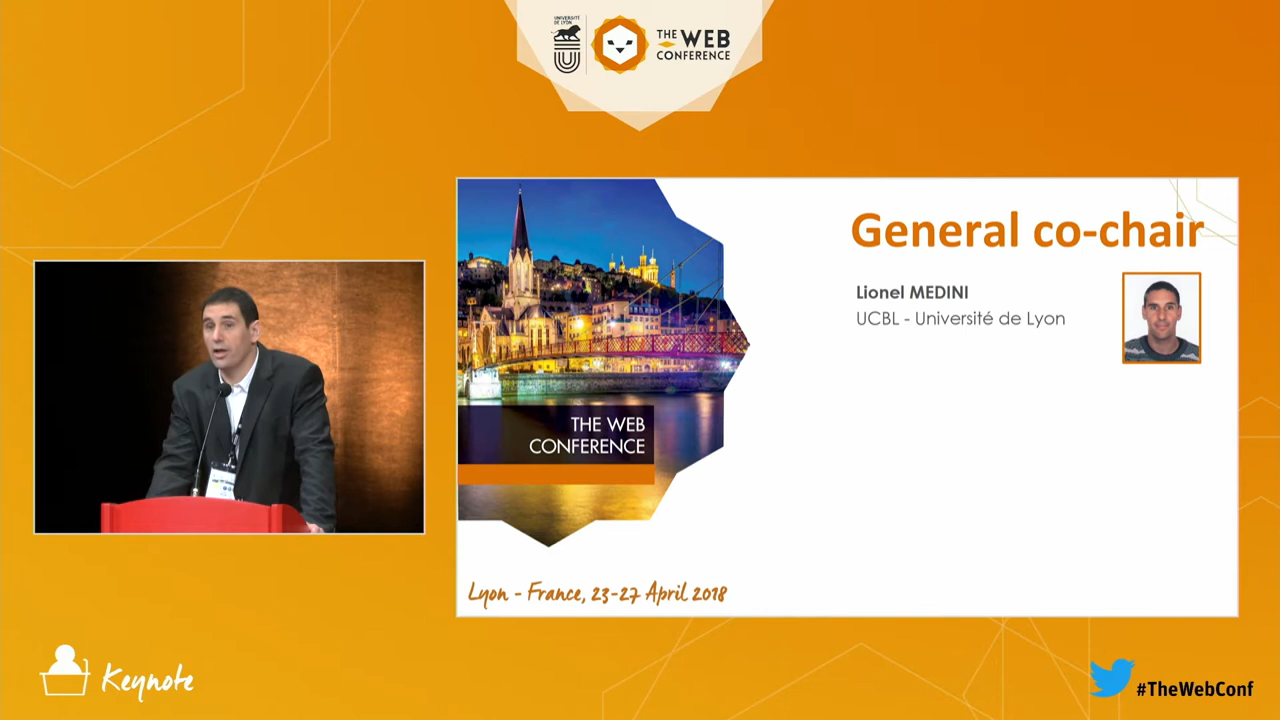 UNIVERSITÉ
DE LYON
THE WEB
CONFERENCE
General co-chair
Lionel MEDINI
UCBL - Université de Lyon
THE WEB
CONFERENCE
Lyon - France, 23-27 April 2018
Keynote
#TheWebConf